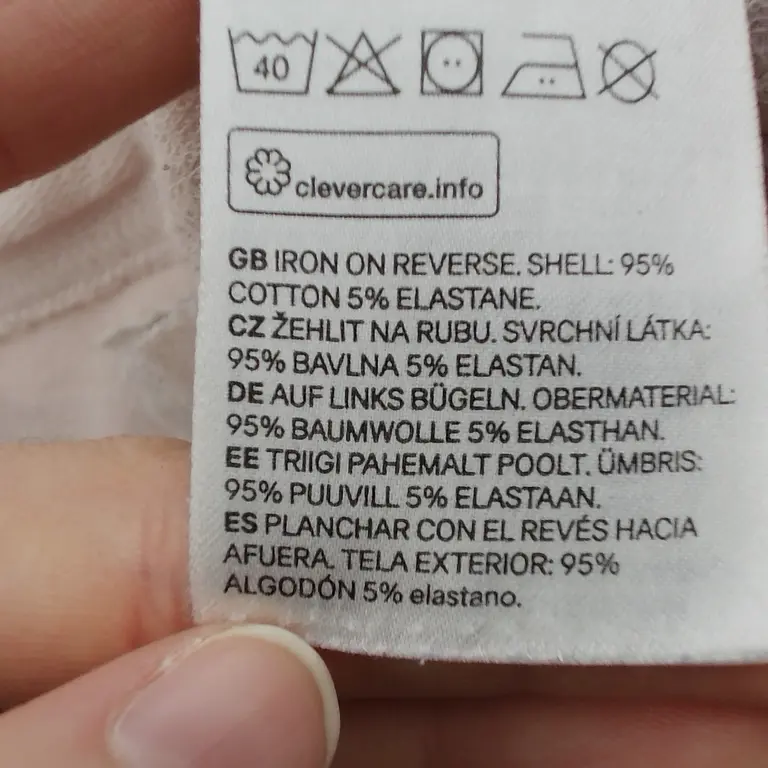 40
clevercare.info
GB IRON ON REVERSE. SHELL: 95%
COTTON 5% ELASTANE.
CZ ŽEHLIT NA RUBU. SVRCHNÍ LÁTKA:
95% BAVLNA 5% ELASTAN.
DE AUF LINKS BÜGELN. OBERMATERIAL:
95% BAUMWOLLE 5% ELASTHAN.
EE TRIIGI PAHEMALT POOLT. ÜMBRIS:
95% PUUVILL 5% ELASTAAN.
ES PLANCHAR CON EL REVÉS HACIA
AFUERA. TELA EXTERIOR: 95%
ALGODÓN 5% elastano.